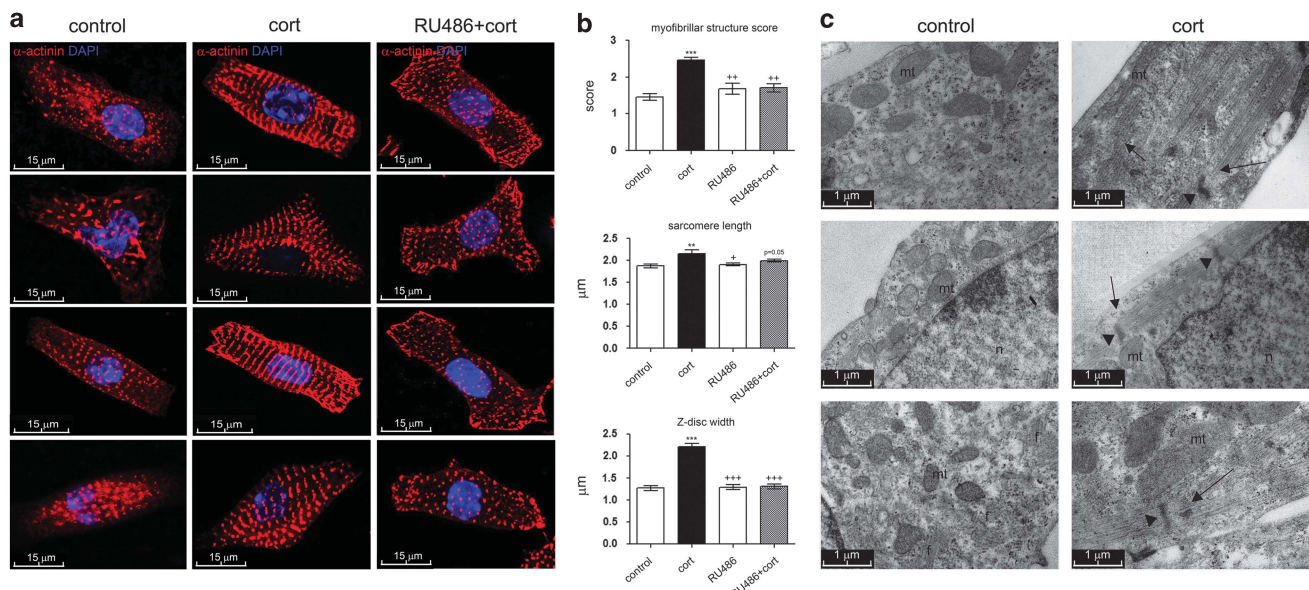 a
control
cort
RU486+cort
α-actinin DAPI
α-actinin DAPI
α-actinin DAPI
15 µm
15 µm
15 µm
15 µm
15 µm
15 µm
15 µm
15 µm
15 µm
15 µm
15 µm
15 µm
b
myofibrillar structure score
score
3
2
1
0
***
++
++
control
cort
RU486
RU486+cort
sarcomere length
µm
2.5
2.0
1.5
1.0
0.5
0.0
**
+
p=0.05
control
cort
RU486
RU486+cort
Z-disc width
µm
2.5
2.0
1.5
1.0
0.5
0.0
***
+++
+++
control
cort
RU486
RU486+cort
c
control
cort
mt
1 µm
mt
1 µm
mt
n
1 µm
mt
n
1 µm
mt
f
f
f
1 µm
mt
1 µm